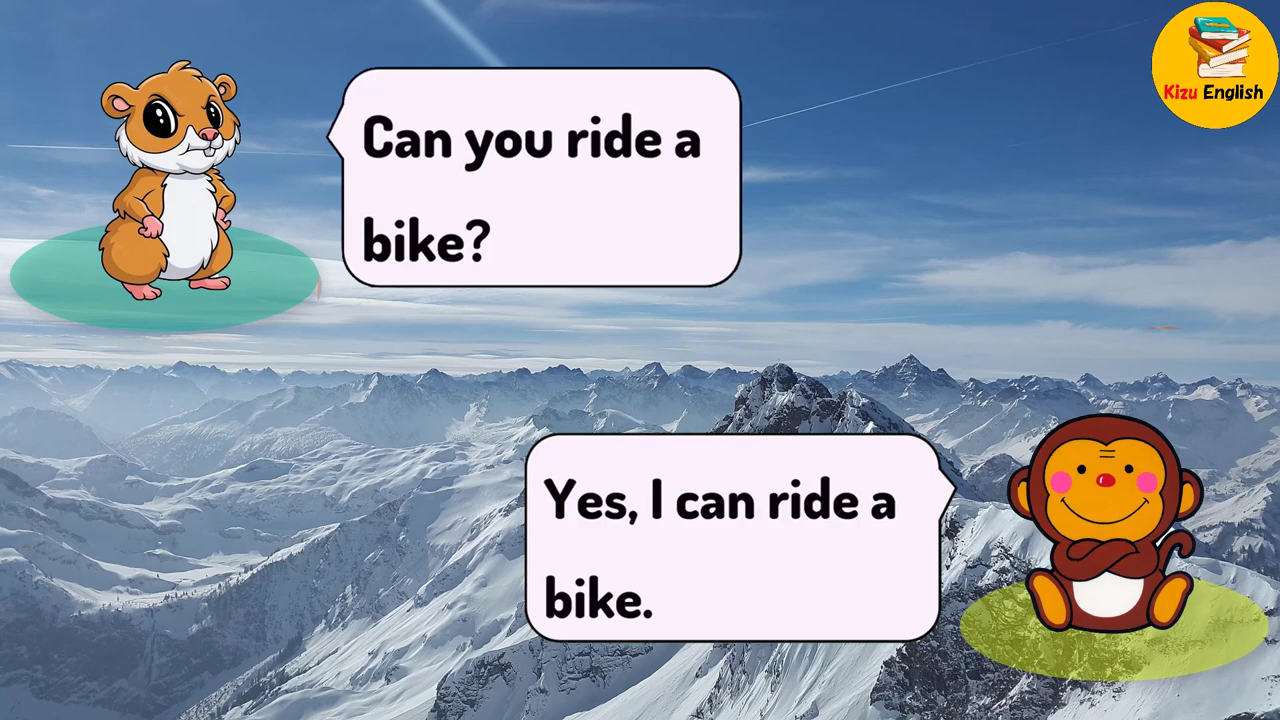 Kizu English
Can you ride a
bike?
Yes, I can ride a
bike.